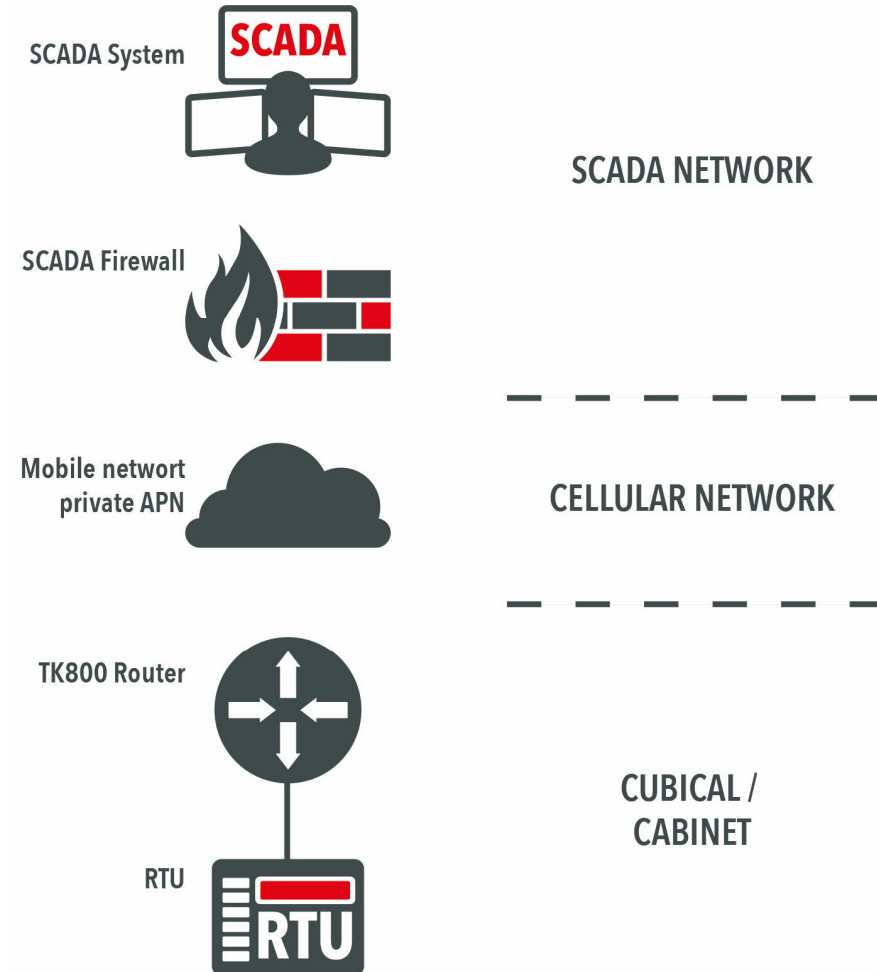 SCADA System
SCADA
SCADA NETWORK
SCADA Firewall
Mobile networt
private APN
CELLULAR NETWORK
TK800 Router
CUBICAL /
CABINET
RTU
RTU